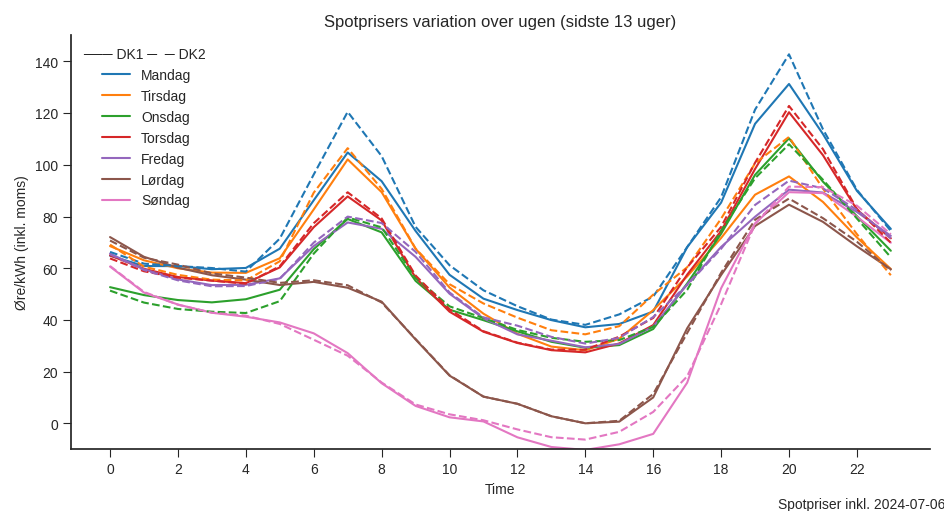 Spotprisers variation over ugen (sidste 13 uger)
DK1 DK2
Mandag
Tirsdag
Onsdag
Torsdag
Fredag
Lørdag
Søndag
Øre/kWh (inkl. moms)
140
120
100
80
60
40
20
0
0 2 4 6 8 10 12 14 16 18 20 22
Time
Spotpriser inkl. 2024-07-06